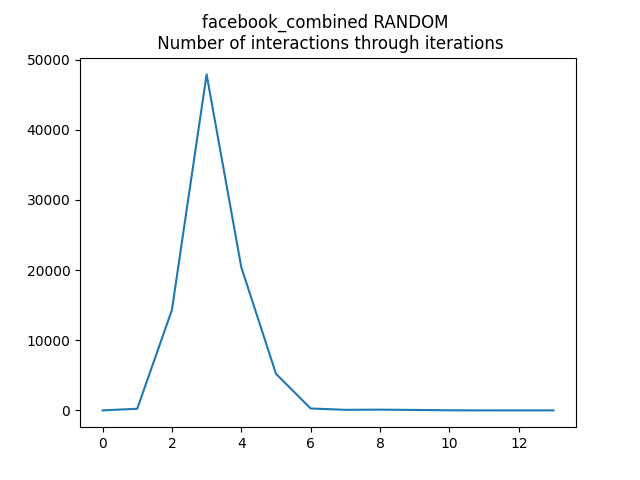 facebook_combined RANDOM
Number of interactions through iterations
50000
40000
30000
20000
10000
0
0 2 4 6 8 10 12